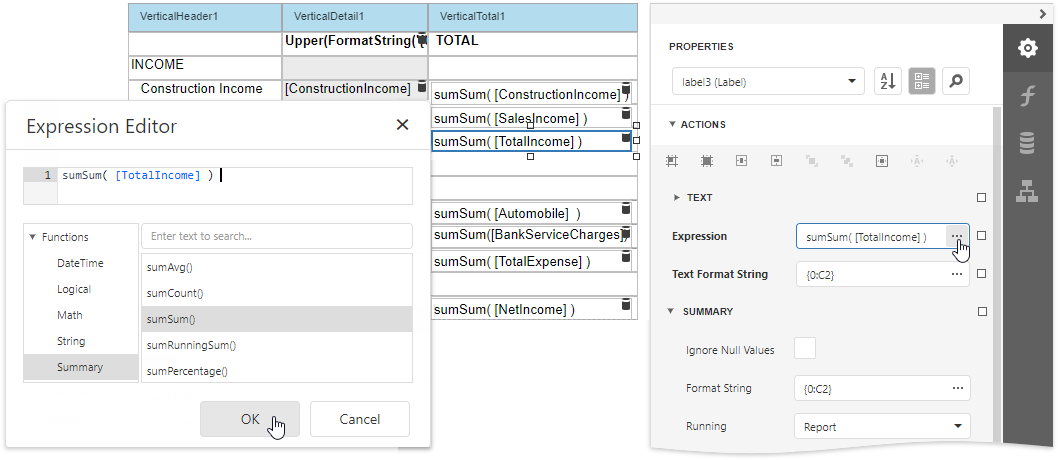 VerticalHeader1 VerticalDetail1 VerticalTotal1
Upper(FormatString('{ TOTAL
INCOME
Construction Income [ConstructionIncome] sumSum( [ConstructionIncome] )
sumSum( [SalesIncome] )
sumSum( [TotalIncome] )
sumSum( [Automobile] )
sumSum([BankServiceCharges])
sumSum( [TotalExpense] )
sumSum( [NetIncome] )
Expression Editor
1 sumSum( [TotalIncome] )
Functions
DateTime
Logical
Math
String
Summary
Enter text to search...
sumAvg()
sumCount()
sumSum()
sumRunningSum()
sumPercentage()
OK Cancel
PROPERTIES
label3 (Label)
ACTIONS
TEXT
Expression sumSum( [TotalIncome] ) ...
Text Format String {0:C2} ...
SUMMARY
Ignore Null Values
Format String {0:C2} ...
Running Report